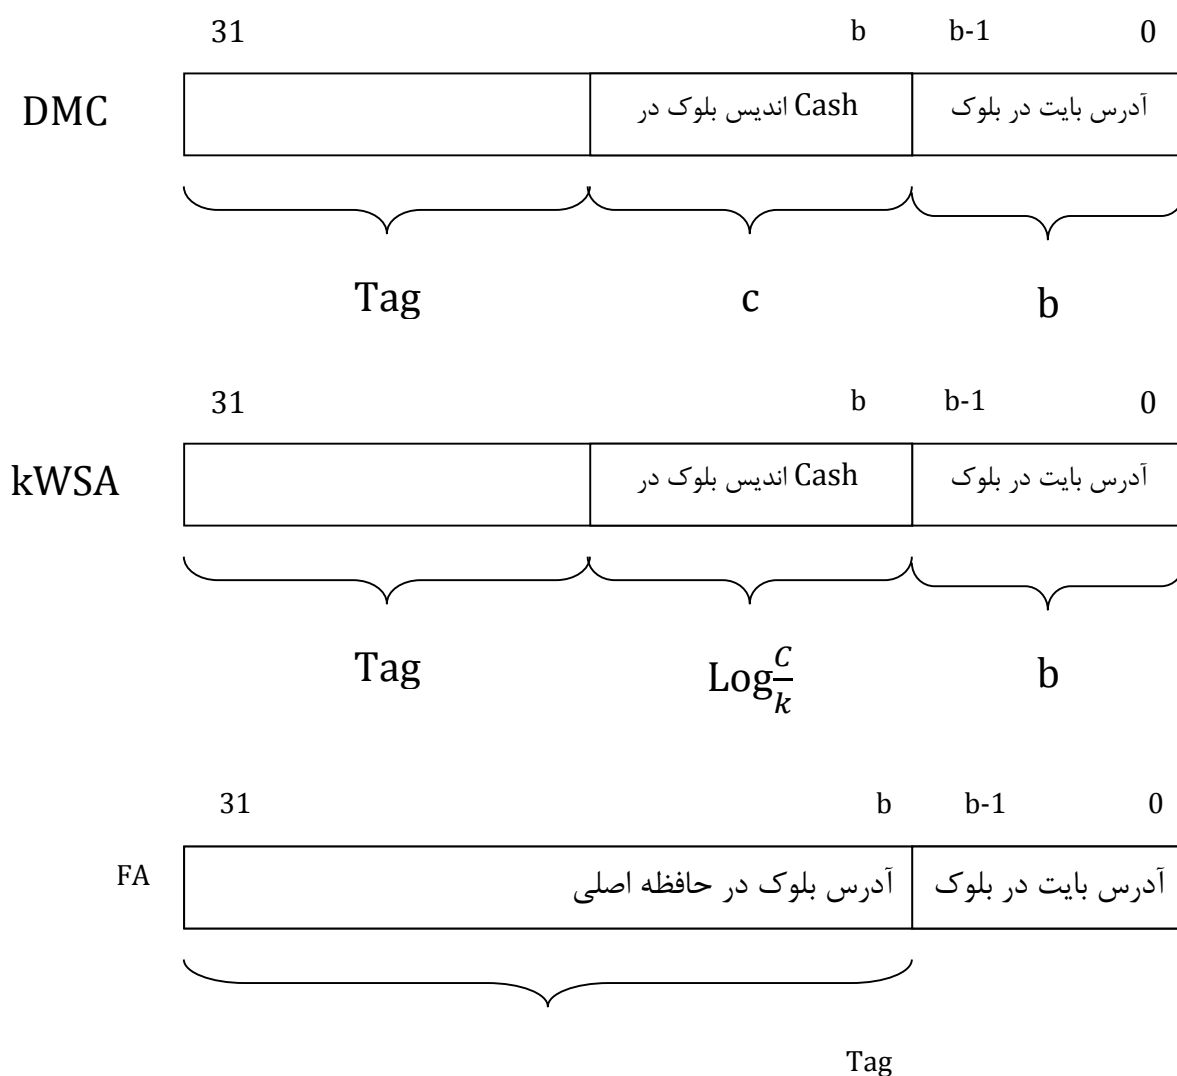 31 b b-1 0
DMC Cash اندیس بلوک در آدرس بایت در بلوک
Tag c b
31 b b-1 0
kWSA Cash اندیس بلوک در آدرس بایت در بلوک
Tag Log\frac{C}{k} b
31 b b-1 0
FA آدرس بلوک در حافظه اصلی آدرس بایت در بلوک
Tag